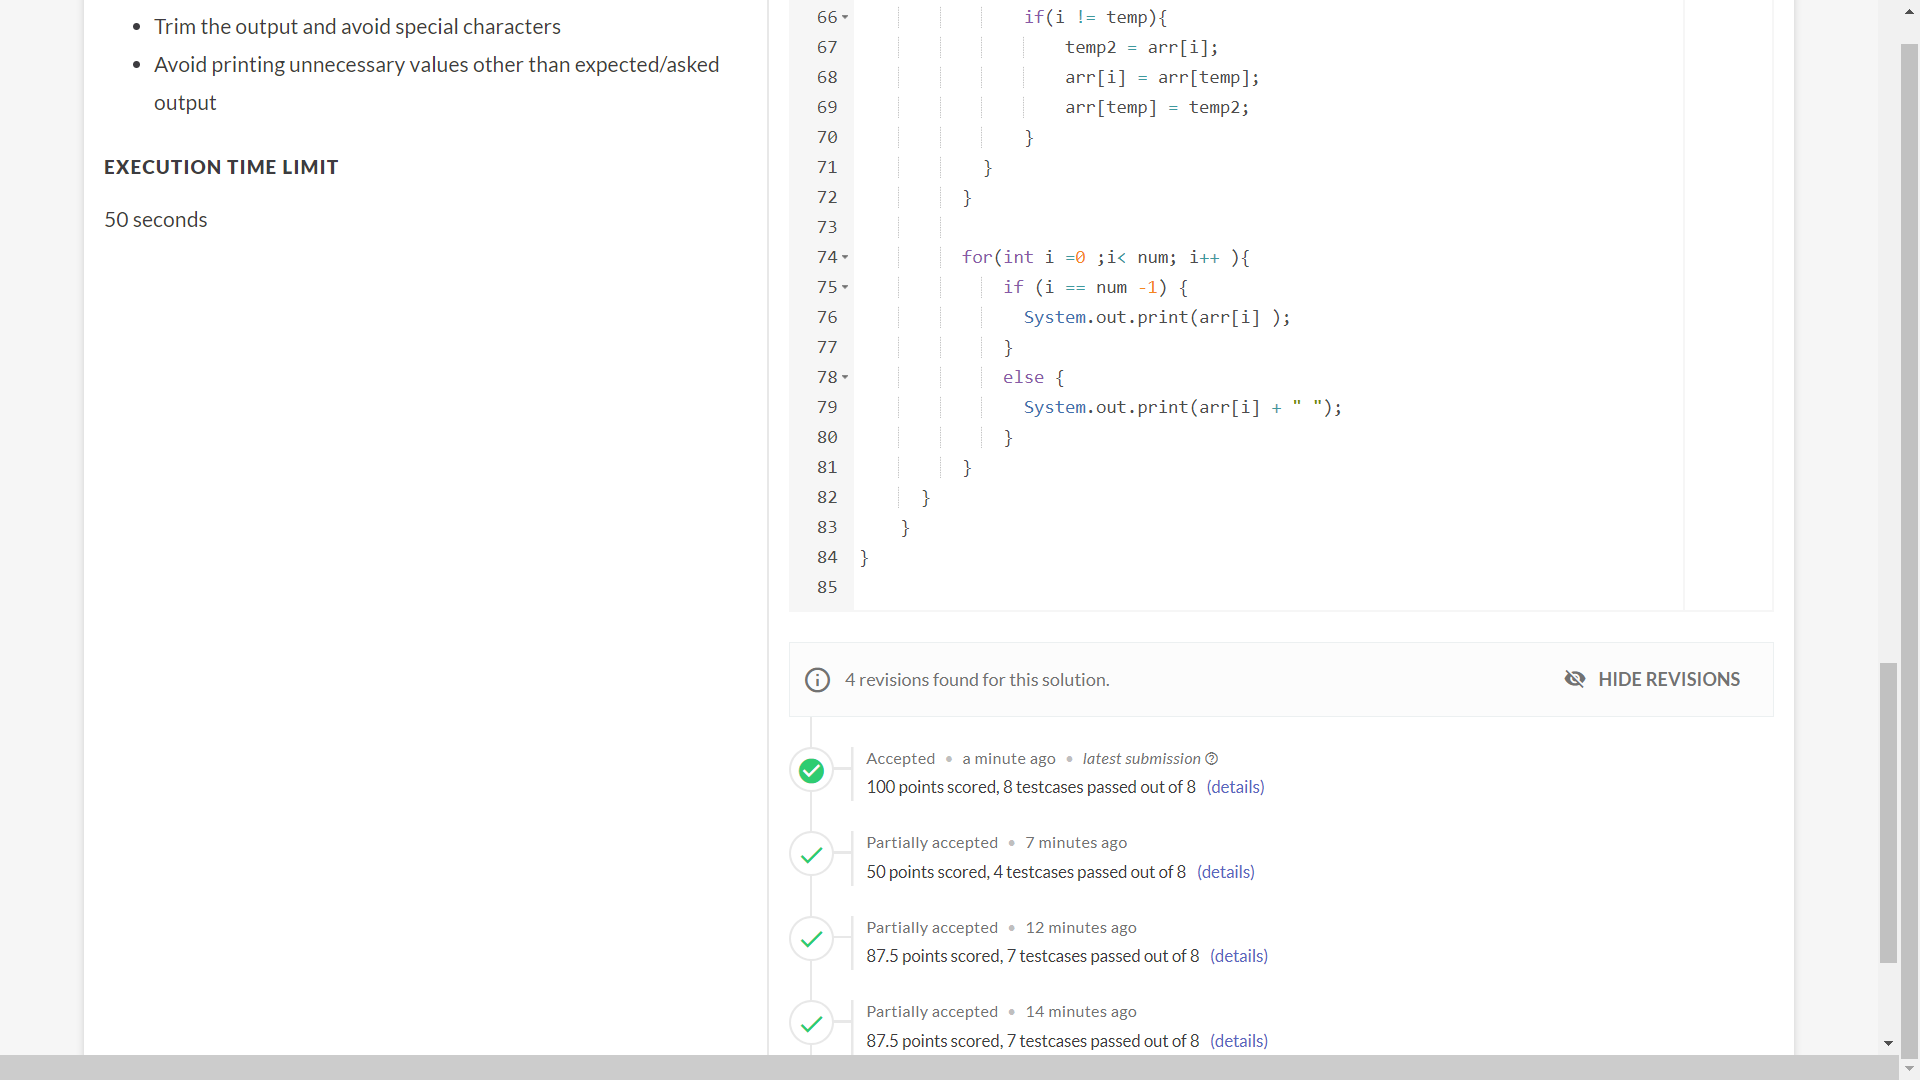 Trim the output and avoid special characters
Avoid printing unnecessary values other than expected/asked
output
EXECUTION TIME LIMIT
50 seconds
66 if(i != temp){
67 temp2 = arr[i];
68 arr[i] = arr[temp];
69 arr[temp] = temp2;
70 }
71 }
72 }
73
74 for(int i =0 ;i< num; i++ ){
75 if (i == num -1) {
76 System.out.print(arr[i] );
77 }
78 else {
79 System.out.print(arr[i] + " ");
80 }
81 }
82 }
83 }
84 }
85
4 revisions found for this solution.
HIDE REVISIONS
Accepted • a minute ago • latest submission
100 points scored, 8 testcases passed out of 8 (details)
Partially accepted • 7 minutes ago
50 points scored, 4 testcases passed out of 8 (details)
Partially accepted • 12 minutes ago
87.5 points scored, 7 testcases passed out of 8 (details)
Partially accepted • 14 minutes ago
87.5 points scored, 7 testcases passed out of 8 (details)